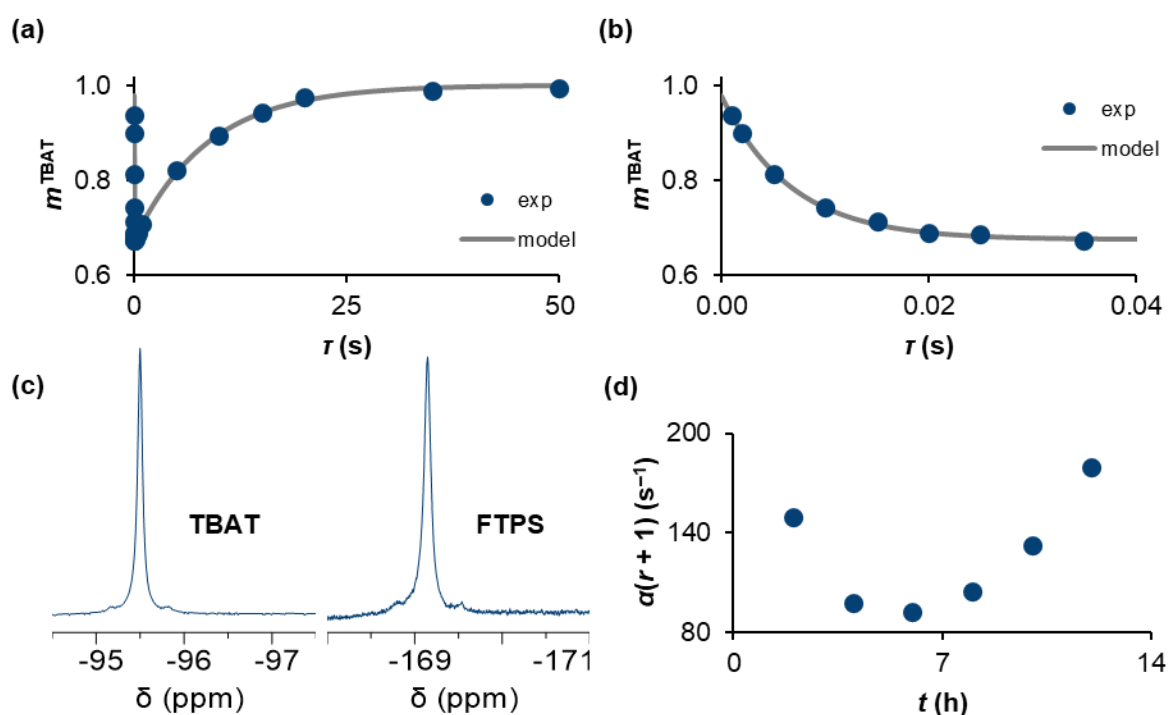 (a)
m^TBAT
1.0
0.8
0.6
0
25
50
τ (s)
exp
model
(b)
m^TBAT
1.0
0.8
0.6
0.00
0.02
0.04
τ (s)
exp
model
(c)
TBAT
FTPS
-95 -96 -97
δ (ppm)
-169 -171
δ (ppm)
(d)
α(r + 1) (s⁻¹)
200
140
80
0
7
14
t (h)